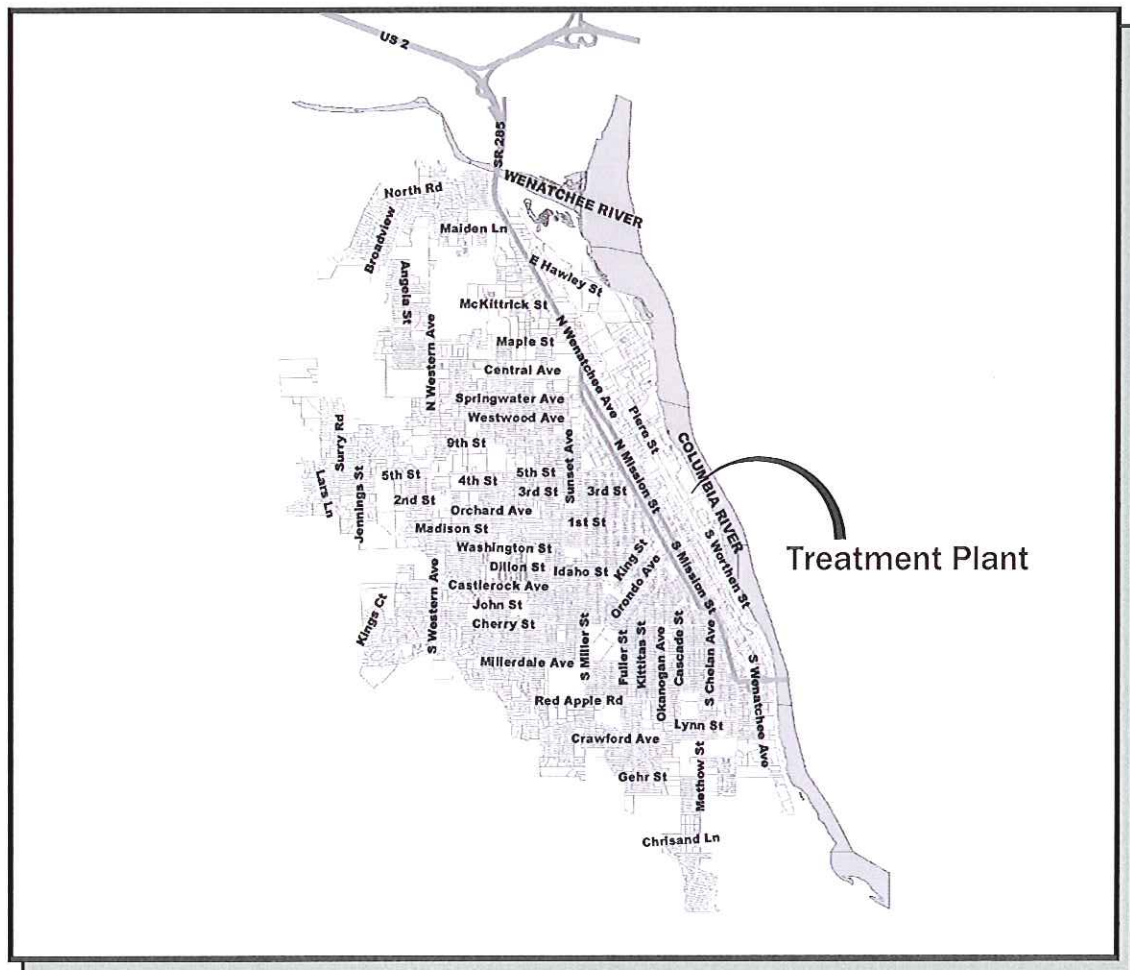 US 2
SR 285
WENATCHEE RIVER
North Rd
Broadview
Maiden Ln
E Hawley St
Angela St
McKittrick St
N Wenatchee Ave
N Western Ave
Maple St
Central Ave
Springwater Ave
Westwood Ave
Piere St
N Mission St
COLUMBIA RIVER
Surry Rd
9th St
Sunset Ave
Lars Ln
Jennings St
5th St
4th St
5th St
2nd St
3rd St
3rd St
Orchard Ave
Madison St
1st St
S Worthen St
Treatment Plant
Washington St
King St
S Mission St
Dillon St
Idaho St
Orondo Ave
Castlerock Ave
Kings Ct
S Western Ave
John St
Cherry St
S Miller St
Fuller St
Kittitas St
Okanogan Ave
Cascade St
S Chelan Ave
S Wenatchee Ave
Millerdale Ave
Red Apple Rd
Lynn St
Crawford Ave
Methow St
Gehr St
Chrisand Ln